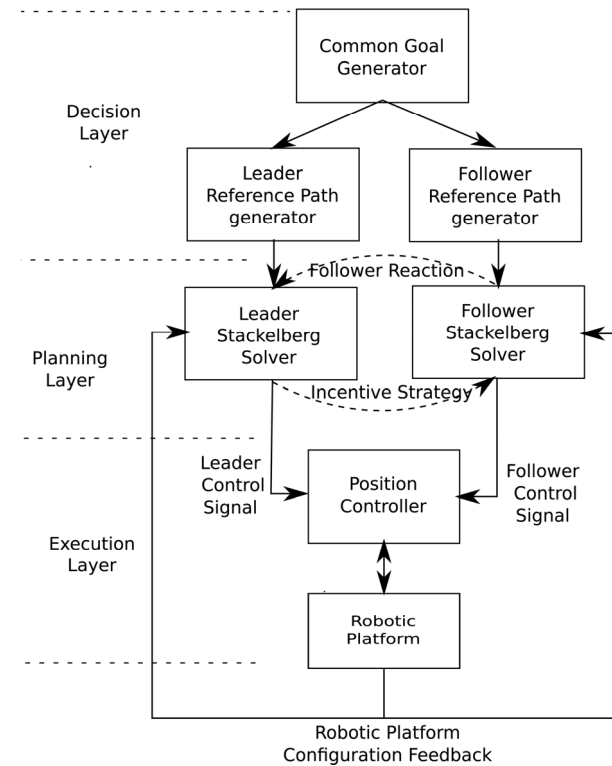 Common Goal
Generator
Decision
Layer
Leader
Reference Path
generator
Follower
Reference Path
generator
Follower Reaction
Leader
Stackelberg
Solver
Follower
Stackelberg
Solver
Planning
Layer
Incentive Strategy
Leader
Control
Signal
Position
Controller
Follower
Control
Signal
Execution
Layer
Robotic
Platform
Robotic Platform
Configuration Feedback